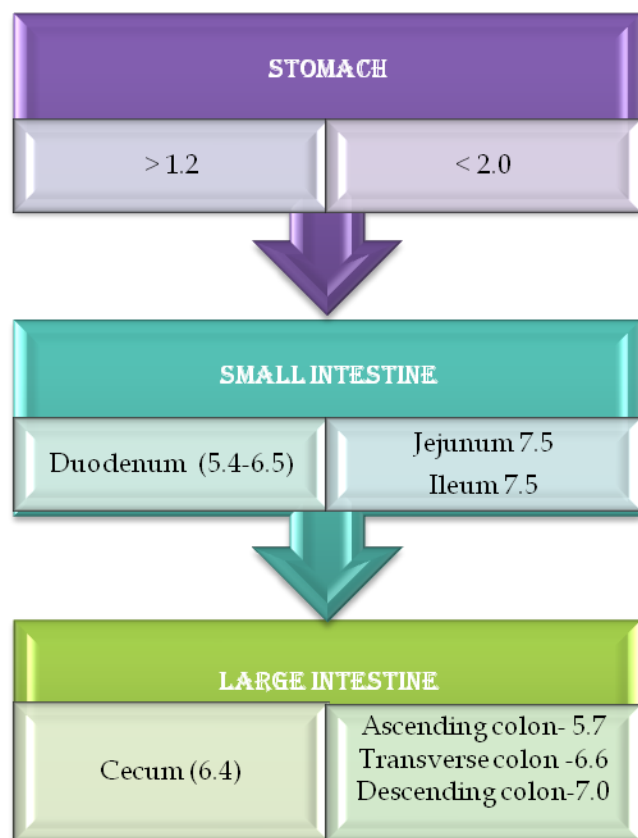 STOMACH
> 1.2
< 2.0
SMALL INTESTINE
Duodenum (5.4-6.5)
Jejunum 7.5
Ileum 7.5
LARGE INTESTINE
Cecum (6.4)
Ascending colon- 5.7
Transverse colon -6.6
Descending colon-7.0